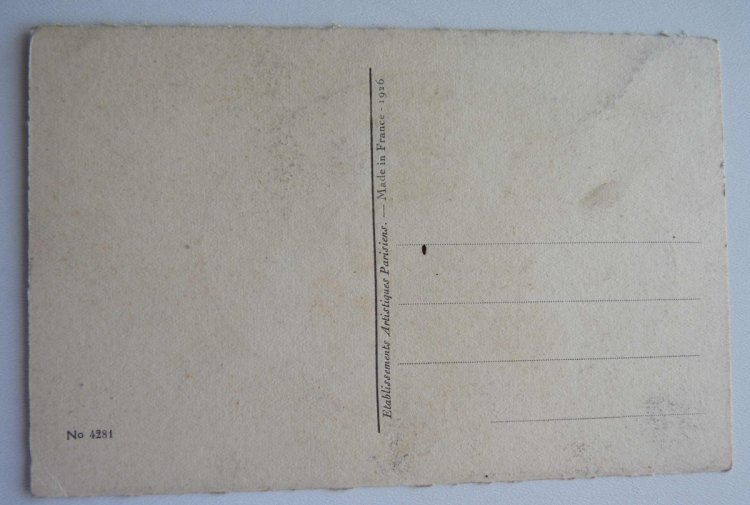 Etablissements Artistiques Parisiens. — Made in France - 1926
No 4281